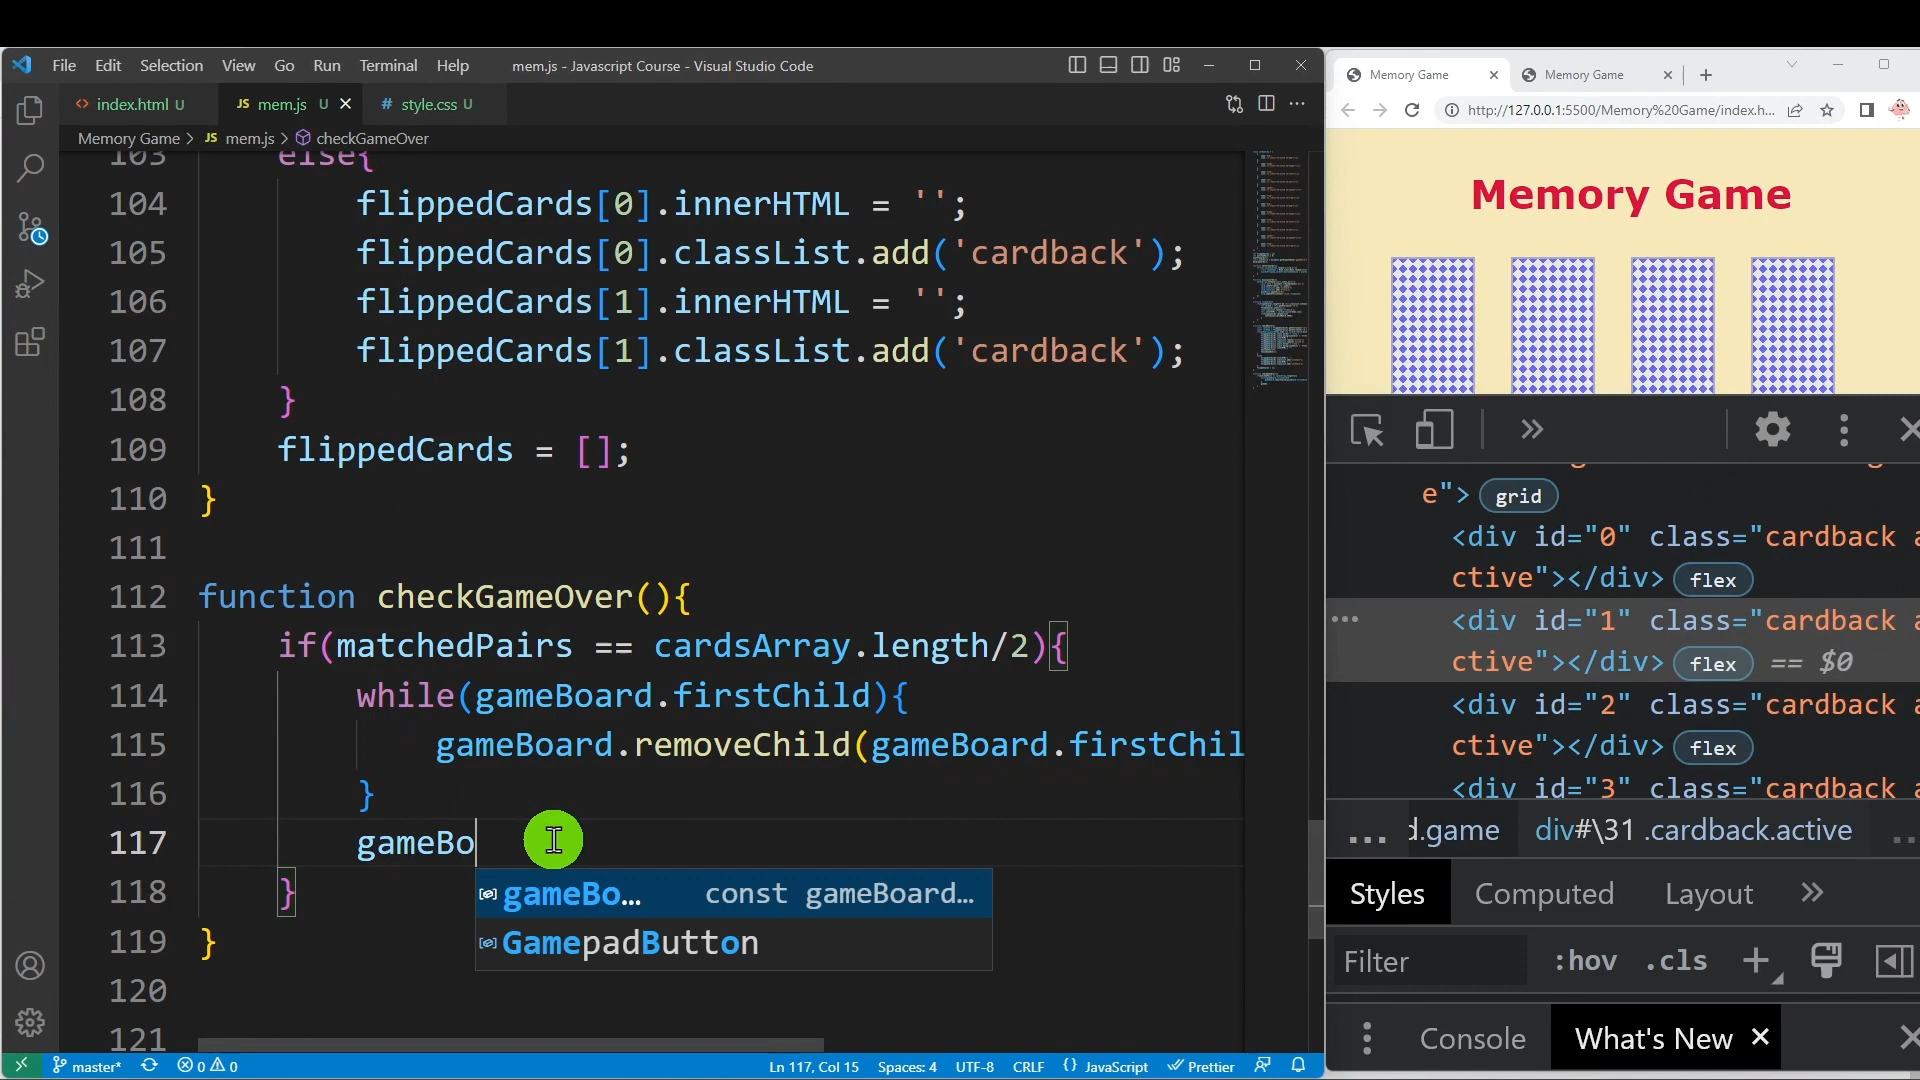 File Edit Selection View Go Run Terminal Help mem.js - Javascript Course - Visual Studio Code
index.html U JS mem.js U # style.css U
Memory Game > JS mem.js > checkGameOver
103 else{
104 flippedCards[0].innerHTML = '';
105 flippedCards[0].classList.add('cardback');
106 flippedCards[1].innerHTML = '';
107 flippedCards[1].classList.add('cardback');
108 }
109 flippedCards = [];
110 }
111
112 function checkGameOver(){
113 if(matchedPairs == cardsArray.length/2){
114 while(gameBoard.firstChild){
115 gameBoard.removeChild(gameBoard.firstChil
116 }
117 gameBo
118 }
119 }
120
121
gameBo… const gameBoard…
GamepadButton
master* 0 0 Ln 117, Col 15 Spaces: 4 UTF-8 CRLF {} JavaScript Prettier
Memory Game Memory Game
http://127.0.0.1:5500/Memory%20Game/index.h...
Memory Game
e"> grid
<div id="0" class="cardback a
ctive"></div> flex
<div id="1" class="cardback a
ctive"></div> flex == $0
<div id="2" class="cardback a
ctive"></div> flex
<div id="3" class="cardback a
... d.game div#\31 .cardback.active ..
Styles Computed Layout
Filter :hov .cls
Console What's New